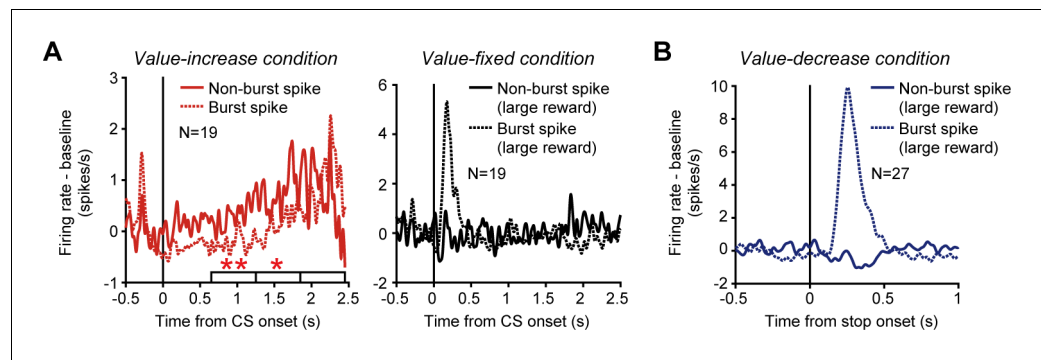 A
Value-increase condition
Value-fixed condition
B
Value-decrease condition
Firing rate - baseline
(spikes/s)
3
2
1
0
-1
Non-burst spike
Burst spike
N=19
**
*
-0.5
0
0.5
1
1.5
2
2.5
Time from CS onset (s)
6
4
2
0
-2
Non-burst spike
(large reward)
Burst spike
(large reward)
N=19
-0.5
0
0.5
1
1.5
2
2.5
Time from CS onset (s)
Firing rate - baseline
(spikes/s)
10
8
6
4
2
0
-2
Non-burst spike
(large reward)
Burst spike
(large reward)
N=27
-0.5
0
0.5
1
Time from stop onset (s)